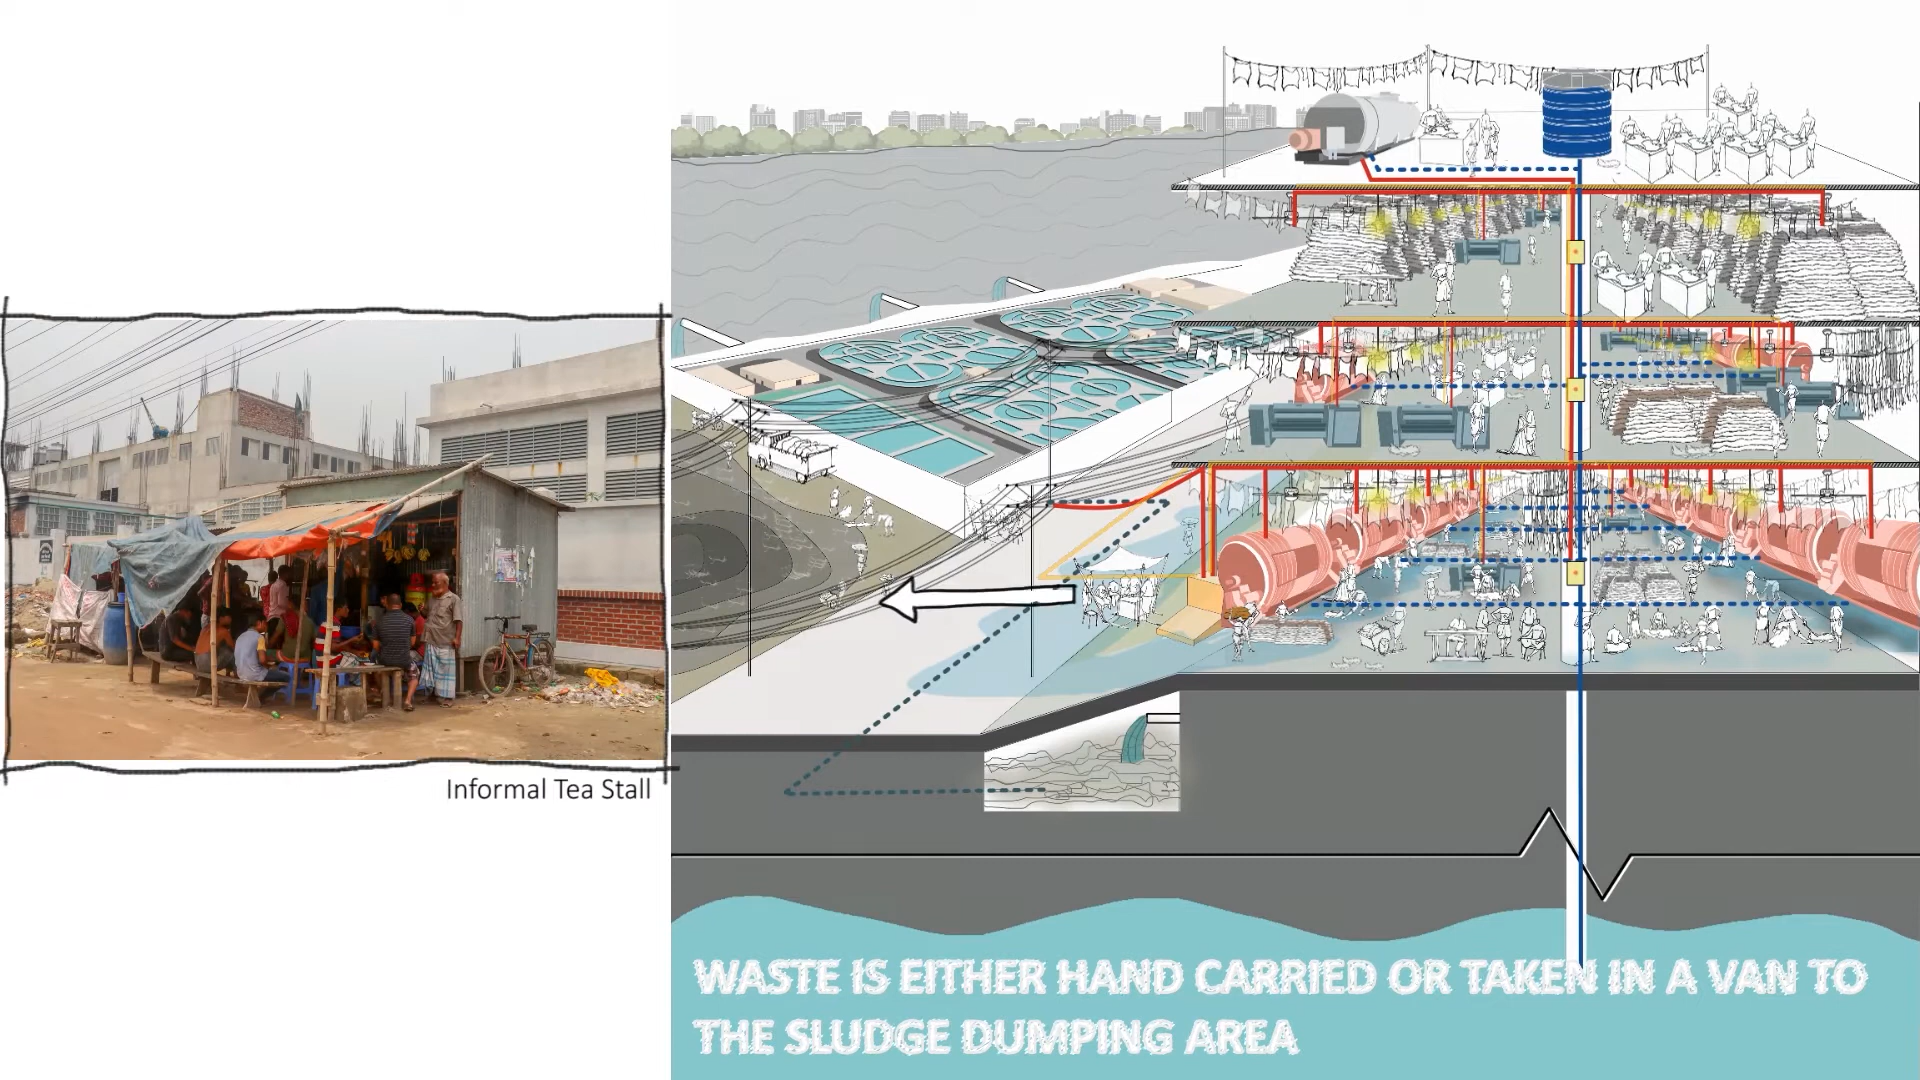 Informal Tea Stall
WASTE IS EITHER HAND CARRIED OR TAKEN IN A VAN TO
THE SLUDGE DUMPING AREA